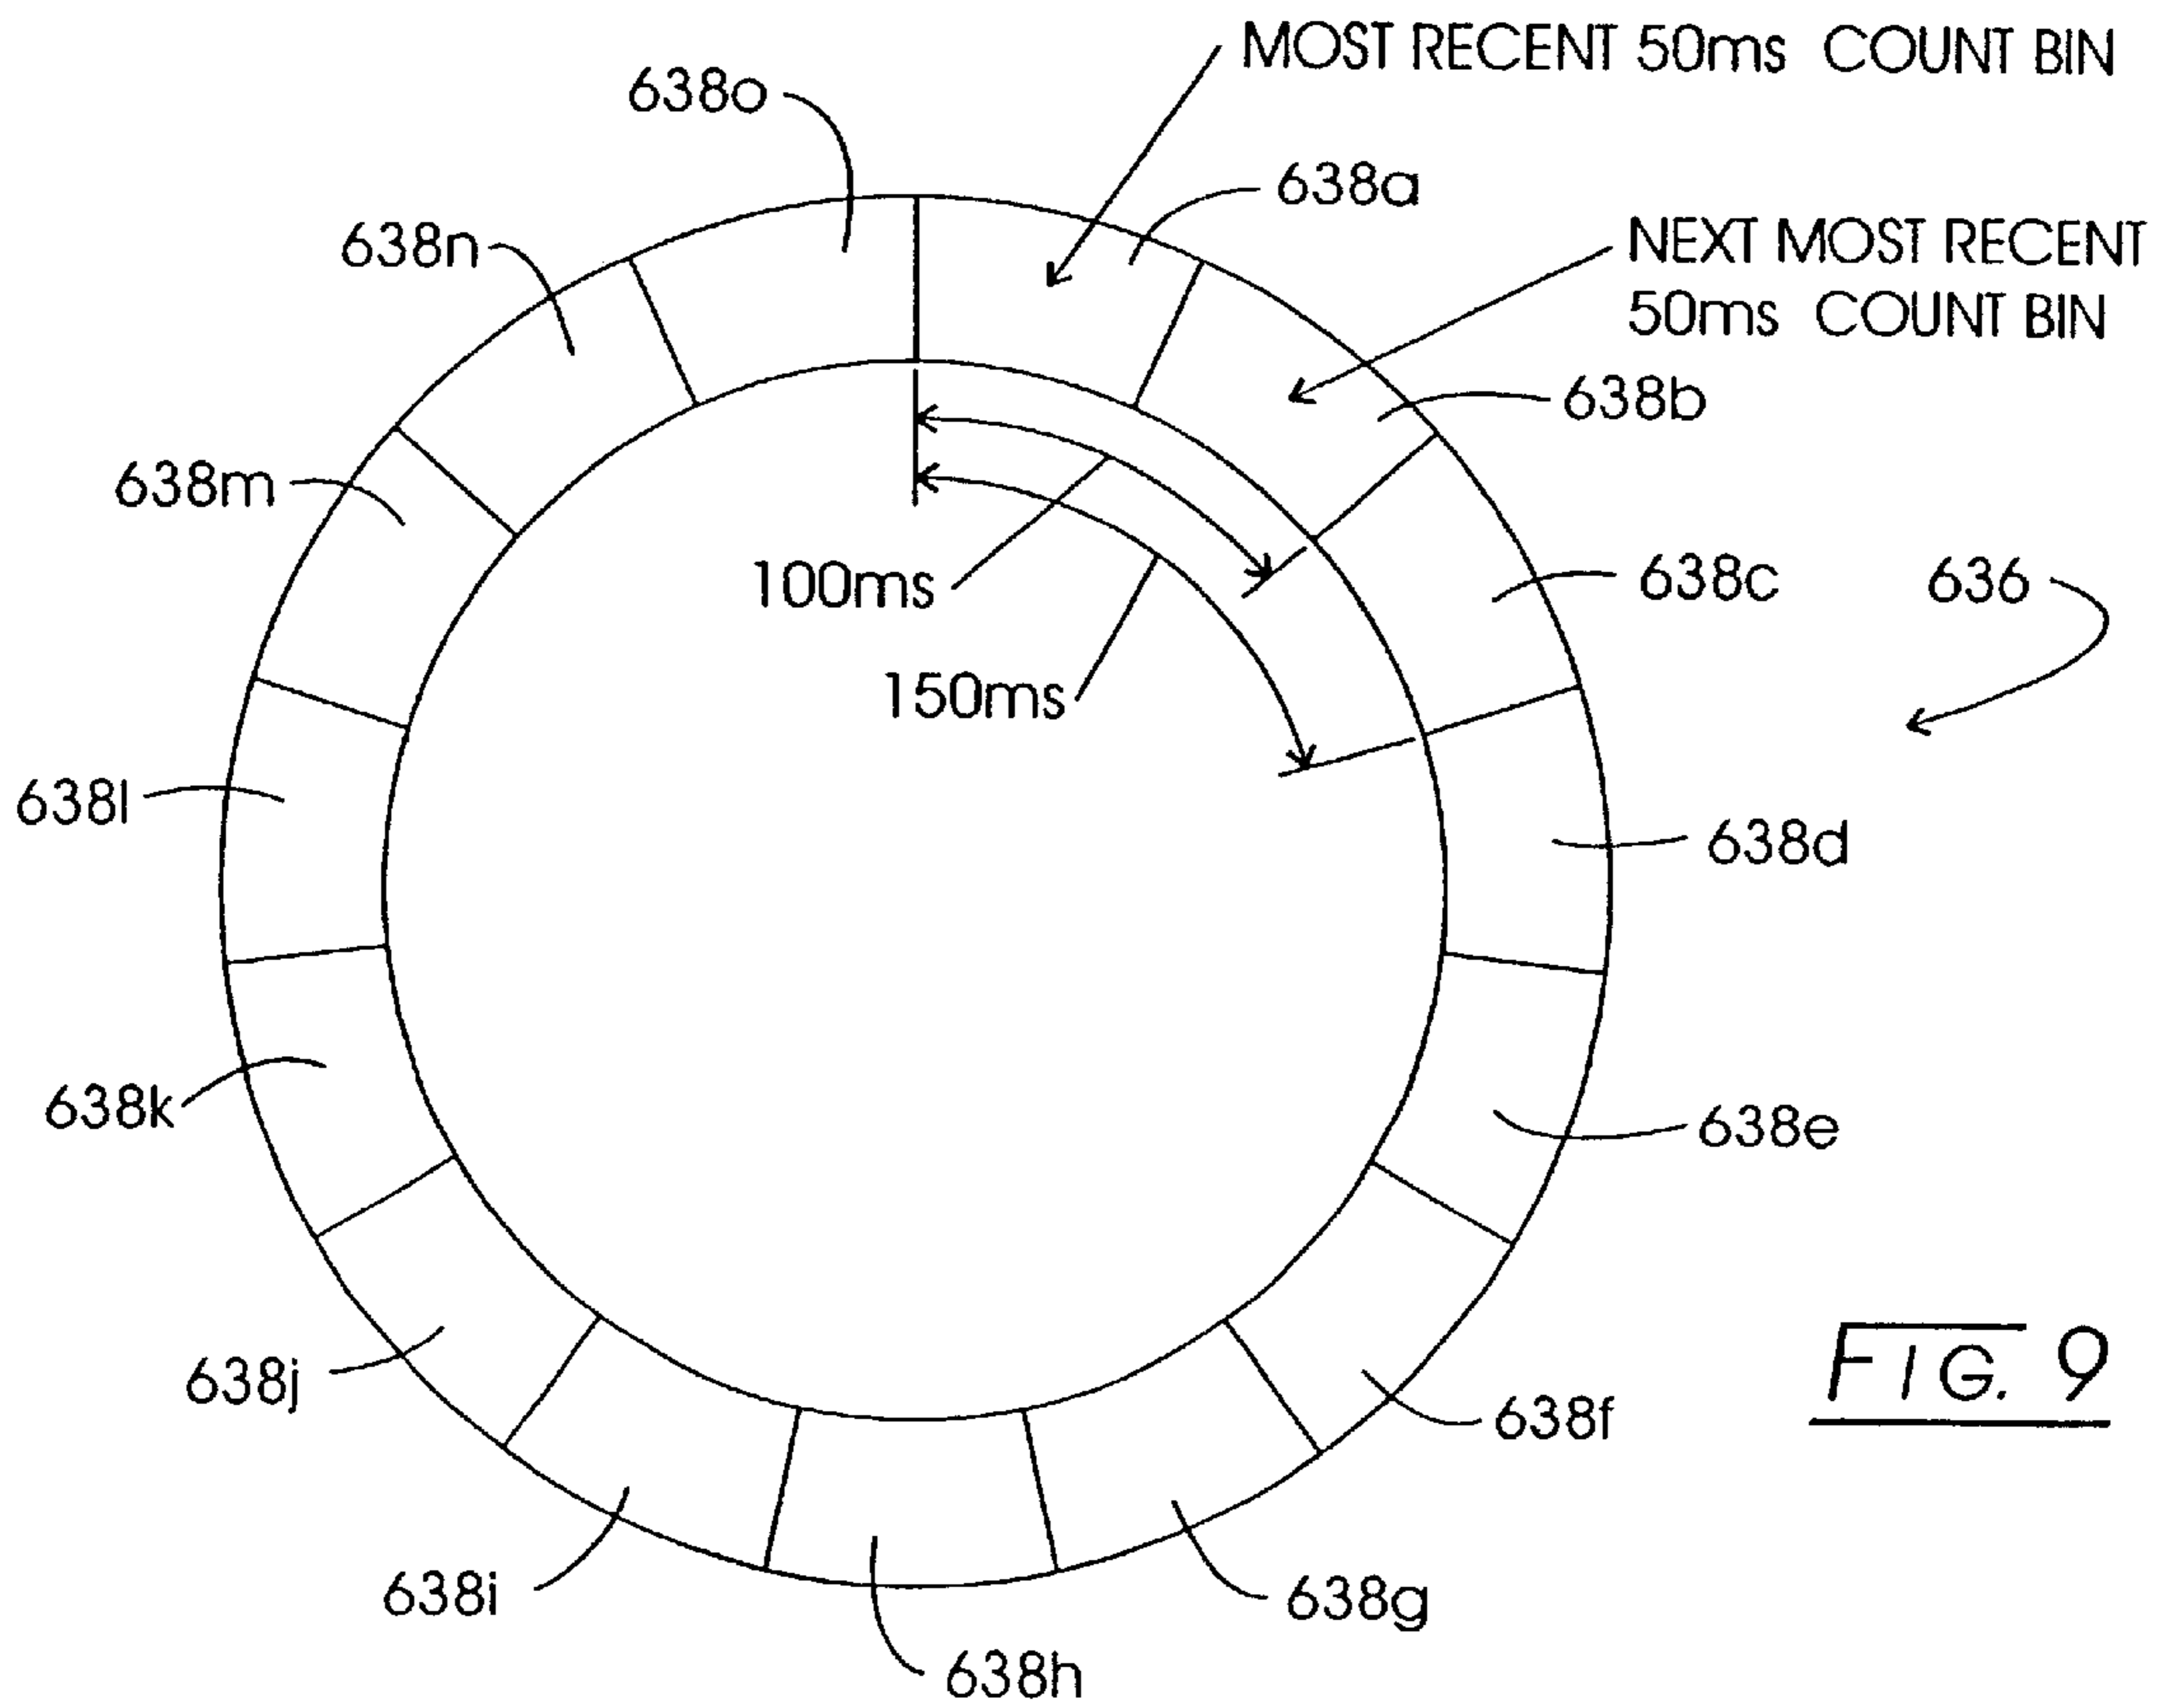 MOST RECENT 50ms COUNT BIN
638o
638a
NEXT MOST RECENT
50ms COUNT BIN
638n
638b
638m
100ms
638c
636
150ms
638l
638d
638k
638e
638j
FIG. 9
638f
638i
638g
638h